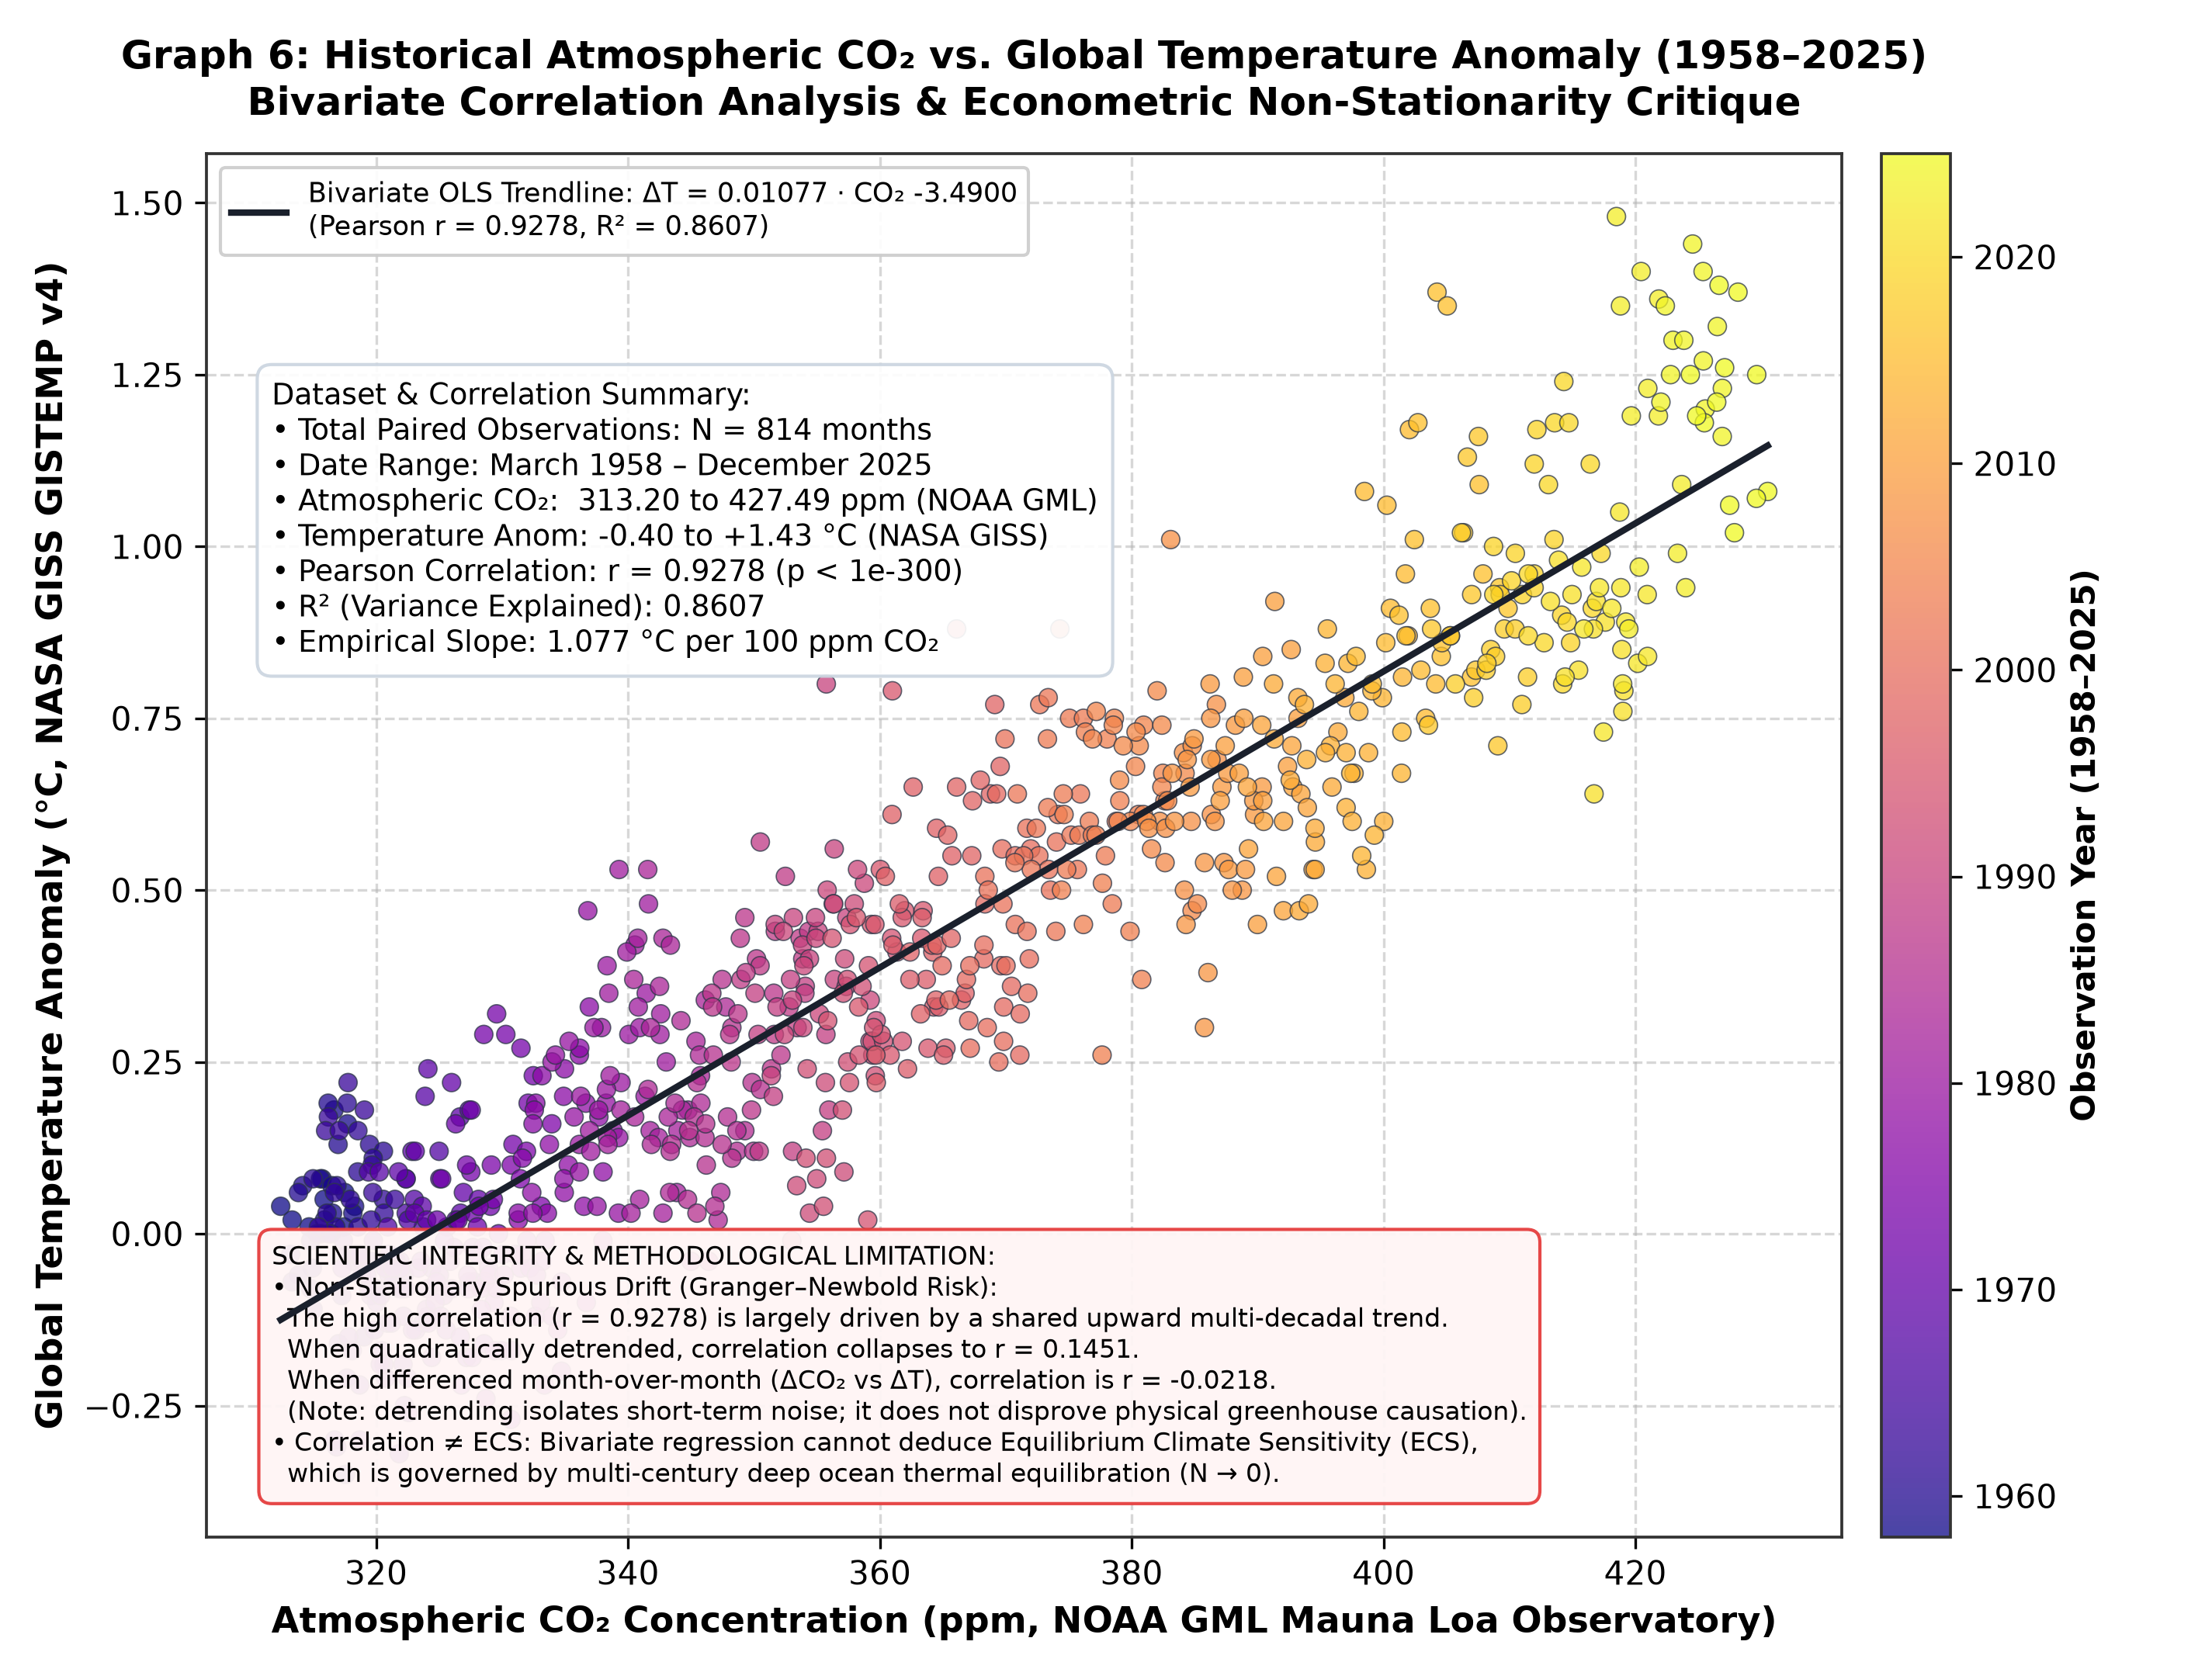 Graph 6: Historical Atmospheric CO₂ vs. Global Temperature Anomaly (1958–2025)
Bivariate Correlation Analysis & Econometric Non-Stationarity Critique
Bivariate OLS Trendline: ΔT = 0.01077 · CO₂ -3.4900
(Pearson r = 0.9278, R² = 0.8607)
Dataset & Correlation Summary:
• Total Paired Observations: N = 814 months
• Date Range: March 1958 – December 2025
• Atmospheric CO₂:  313.20 to 427.49 ppm (NOAA GML)
• Temperature Anom: -0.40 to +1.43 °C (NASA GISS)
• Pearson Correlation: r = 0.9278 (p < 1e-300)
• R² (Variance Explained): 0.8607
• Empirical Slope: 1.077 °C per 100 ppm CO₂
SCIENTIFIC INTEGRITY & METHODOLOGICAL LIMITATION:
• Non-Stationary Spurious Drift (Granger–Newbold Risk):
The high correlation (r = 0.9278) is largely driven by a shared upward multi-decadal trend.
When quadratically detrended, correlation collapses to r = 0.1451.
When differenced month-over-month (ΔCO₂ vs ΔT), correlation is r = -0.0218.
(Note: detrending isolates short-term noise; it does not disprove physical greenhouse causation).
• Correlation ≠ ECS: Bivariate regression cannot deduce Equilibrium Climate Sensitivity (ECS),
which is governed by multi-century deep ocean thermal equilibration (N → 0).
Global Temperature Anomaly (°C, NASA GISS GISTEMP v4)
1.50
1.25
1.00
0.75
0.50
0.25
0.00
−0.25
320 340 360 380 400 420
Atmospheric CO₂ Concentration (ppm, NOAA GML Mauna Loa Observatory)
2020
2010
2000
1990
1980
1970
1960
Observation Year (1958–2025)